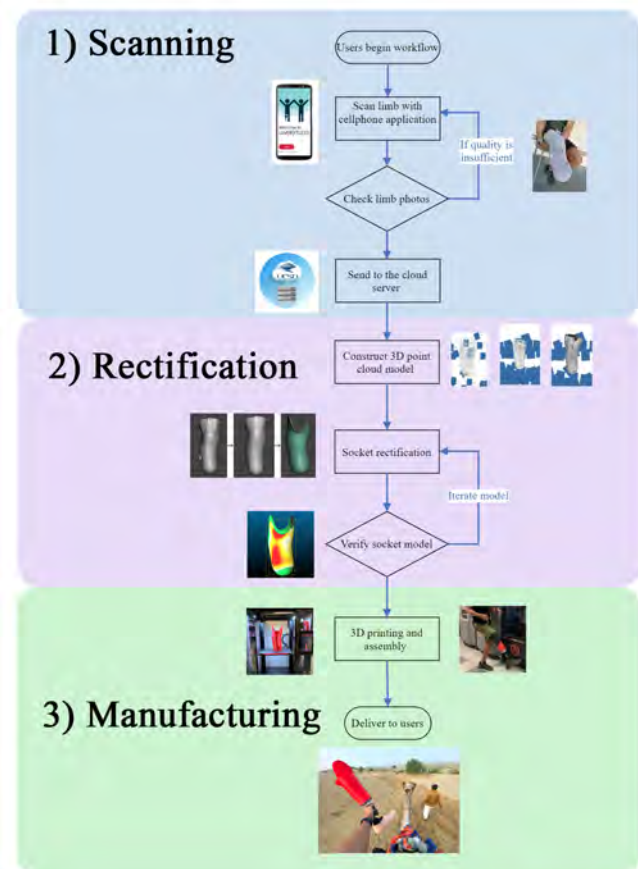 1) Scanning
Users begin workflow
Scan limb with
cellphone application
If quality is
insufficient
Check limb photos
Send to the cloud
server
2) Rectification
Construct 3D point
cloud model
Socket rectification
Iterate model
Verify socket model
3D printing and
assembly
3) Manufacturing
Deliver to users